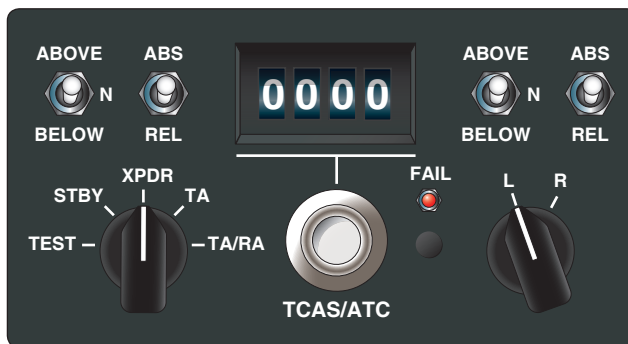 ABOVE ABS ABOVE ABS
N N
BELOW REL BELOW REL
0000
XPDR FAIL
STBY TA L R
TEST TA/RA
TCAS/ATC